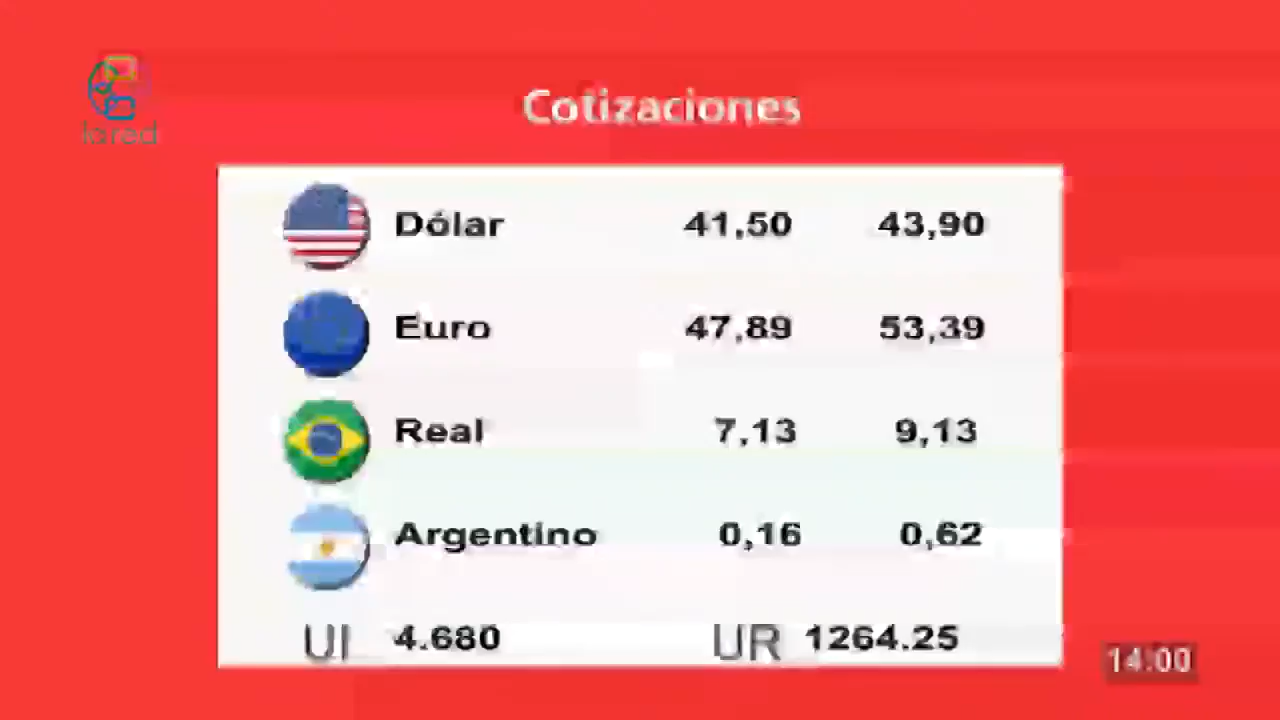 Cotizaciones
la red
Dólar 41,50 43,90
Euro 47,89 53,39
Real 7,13 9,13
Argentino 0,16 0,62
UI 4.680 UR 1264.25
14:00